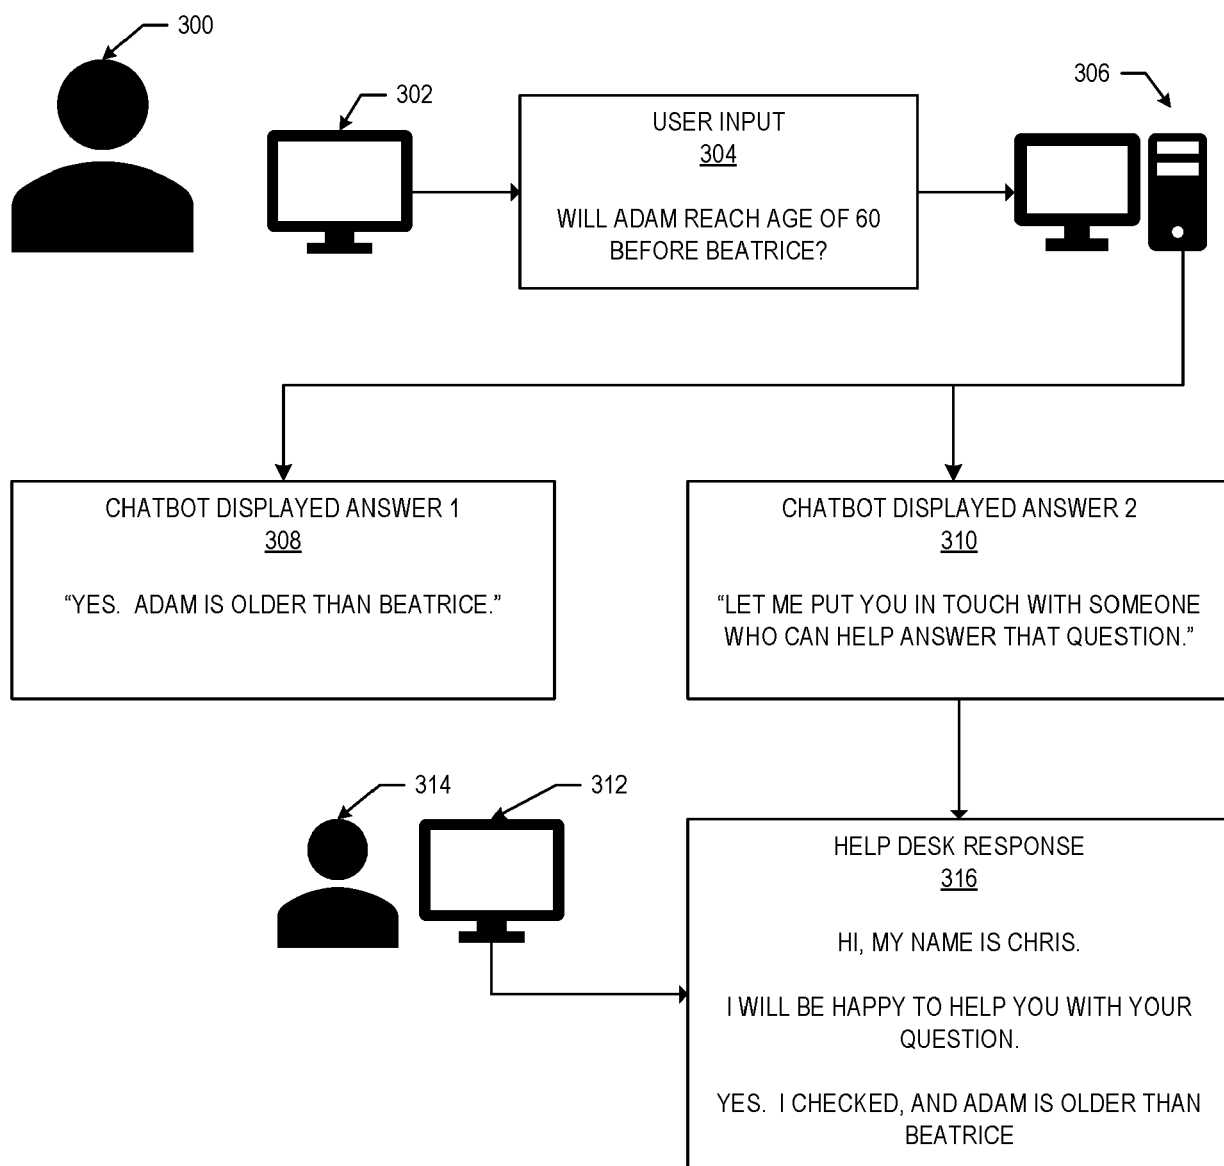 300
302
306
USER INPUT
304
WILL ADAM REACH AGE OF 60
BEFORE BEATRICE?
CHATBOT DISPLAYED ANSWER 1
308
“YES.  ADAM IS OLDER THAN BEATRICE.”
CHATBOT DISPLAYED ANSWER 2
310
“LET ME PUT YOU IN TOUCH WITH SOMEONE
WHO CAN HELP ANSWER THAT QUESTION.”
314
312
HELP DESK RESPONSE
316
HI, MY NAME IS CHRIS.
I WILL BE HAPPY TO HELP YOU WITH YOUR
QUESTION.
YES.  I CHECKED, AND ADAM IS OLDER THAN
BEATRICE